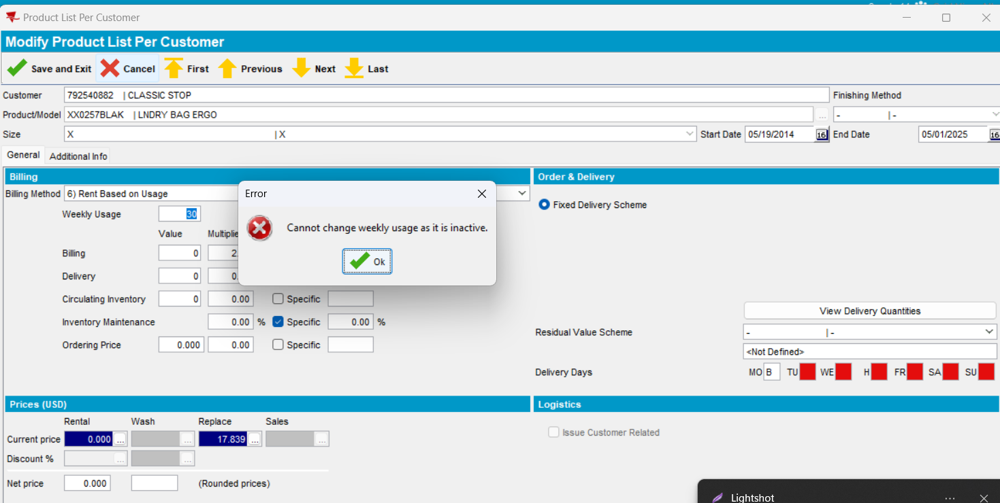 Product List Per Customer
Modify Product List Per Customer
Save and Exit Cancel First Previous Next Last
Customer 792540882 | CLASSIC STOP Finishing Method
Product/Model XX0257BLAK | LNDRY BAG ERGO ... - | -
Size X | X Start Date 05/19/2014 16 End Date 05/01/2025 16
General Additional Info
Billing Order & Delivery
Billing Method 6) Rent Based on Usage
Error
Fixed Delivery Scheme
Weekly Usage 30
Cannot change weekly usage as it is inactive.
Value Multiplie
Billing 0 2.
Ok
Delivery 0 0.
Circulating Inventory 0 0.00 Specific
View Delivery Quantities
Inventory Maintenance 0.00 % Specific 0.00 %
Residual Value Scheme - | -
Ordering Price 0.000 0.00 Specific
<Not Defined>
Delivery Days MO B TU WE H FR SA SU
Prices (USD) Logistics
Rental Wash Replace Sales
Issue Customer Related
Current price 0.000 ... ... 17.839 ... ...
Discount % ... ...
Net price 0.000 (Rounded prices)
Lightshot ...